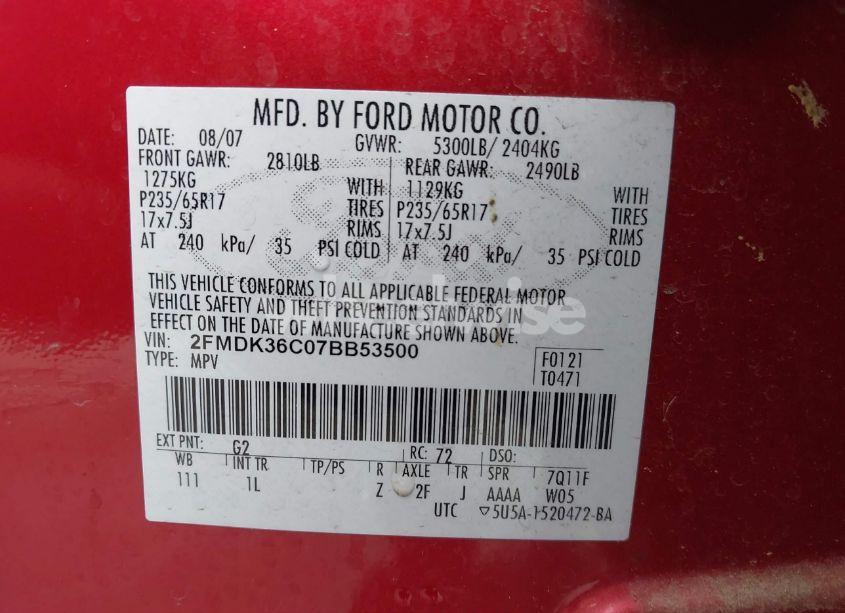 MFD. BY FORD MOTOR CO.
DATE: 08/07 GVWR: 5300LB/ 2404KG
FRONT GAWR: 2810LB REAR GAWR: 2490LB
1275KG WITH 1129KG WITH
P235/65R17 TIRES P235/65R17 TIRES
17x7.5J RIMS 17x7.5J RIMS
AT 240 kPa/ 35 PSI COLD AT 240 kPa/ 35 PSI COLD
THIS VEHICLE CONFORMS TO ALL APPLICABLE FEDERAL MOTOR
VEHICLE SAFETY AND THEFT PREVENTION STANDARDS IN
EFFECT ON THE DATE OF MANUFACTURE SHOWN ABOVE.
VIN: 2FMDK36C07BB53500 F0121
TYPE: MPV T0471
EXT PNT: G2 RC: 72 DSO:
WB INT TR TP/PS R AXLE TR SPR 7Q11F
111 1L Z 2F J AAAA W05
UTC ▽5U5A-1520472-BA